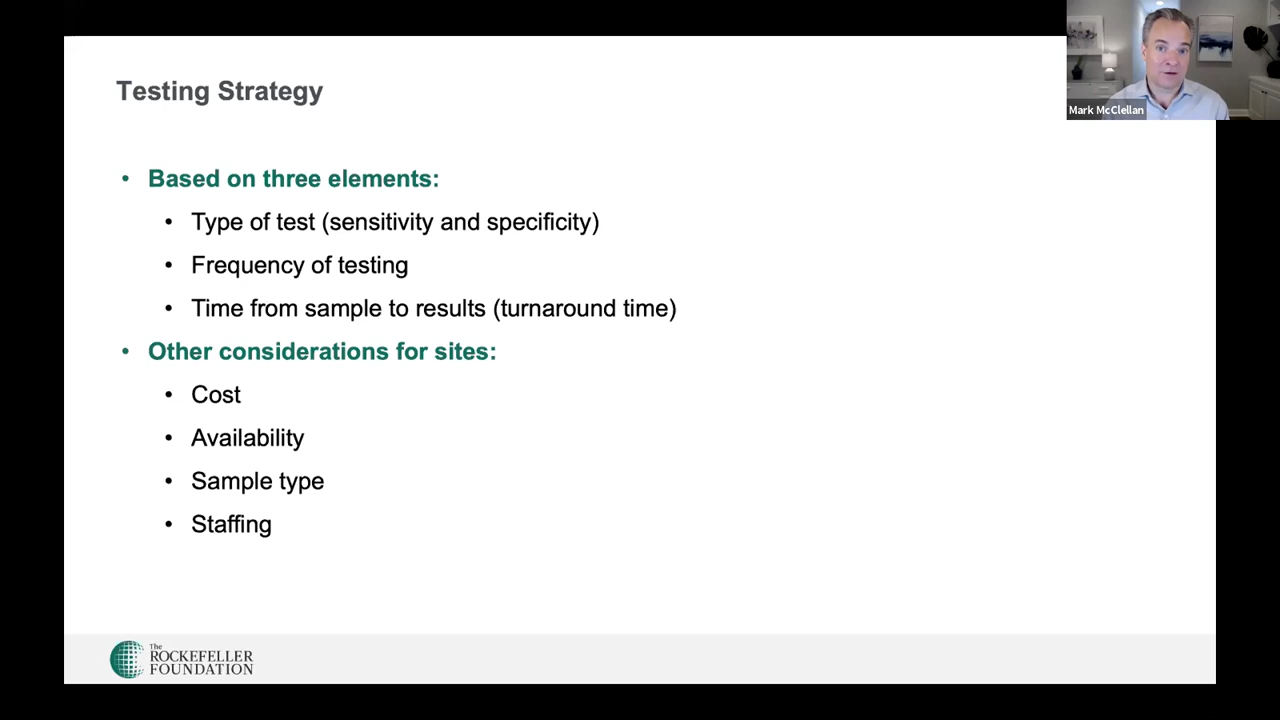 Testing Strategy
Mark McClellan
• Based on three elements:
• Type of test (sensitivity and specificity)
• Frequency of testing
• Time from sample to results (turnaround time)
• Other considerations for sites:
• Cost
• Availability
• Sample type
• Staffing
The
ROCKEFELLER
FOUNDATION